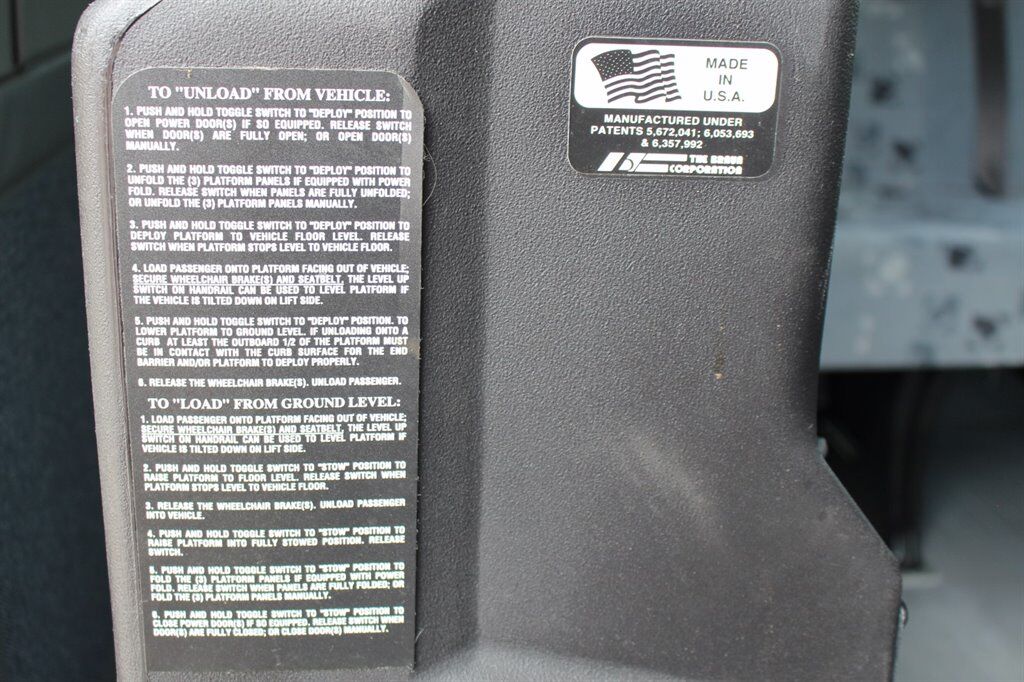 TO "UNLOAD" FROM VEHICLE:
1. PUSH AND HOLD TOGGLE SWITCH TO "DEPLOY" POSITION TO
OPEN POWER DOOR(S) IF SO EQUIPPED. RELEASE SWITCH
WHEN DOOR(S) ARE FULLY OPEN; OR OPEN DOOR(S)
MANUALLY.
2. PUSH AND HOLD TOGGLE SWITCH TO "DEPLOY" POSITION TO
UNFOLD THE (3) PLATFORM PANELS IF EQUIPPED WITH POWER
FOLD. RELEASE SWITCH WHEN PANELS ARE FULLY UNFOLDED;
OR UNFOLD THE (3) PLATFORM PANELS MANUALLY.
3. PUSH AND HOLD TOGGLE SWITCH TO "DEPLOY" POSITION TO
DEPLOY PLATFORM TO VEHICLE FLOOR LEVEL. RELEASE
SWITCH WHEN PLATFORM STOPS LEVEL TO VEHICLE FLOOR.
4. LOAD PASSENGER ONTO PLATFORM FACING OUT OF VEHICLE;
SECURE WHEELCHAIR BRAKE(S) AND SEATBELT. THE LEVEL UP
SWITCH ON HANDRAIL CAN BE USED TO LEVEL PLATFORM IF
THE VEHICLE IS TILTED DOWN ON LIFT SIDE.
5. PUSH AND HOLD TOGGLE SWITCH TO "DEPLOY" POSITION. TO
LOWER PLATFORM TO GROUND LEVEL. IF UNLOADING ONTO A
CURB AT LEAST THE OUTBOARD 1/2 OF THE PLATFORM MUST
BE IN CONTACT WITH THE CURB SURFACE FOR THE END
BARRIER AND/OR PLATFORM TO DEPLOY PROPERLY.
6. RELEASE THE WHEELCHAIR BRAKE(S). UNLOAD PASSENGER.
TO "LOAD" FROM GROUND LEVEL:
1. LOAD PASSENGER ONTO PLATFORM FACING OUT OF VEHICLE;
SECURE WHEELCHAIR BRAKE(S) AND SEATBELT. THE LEVEL UP
SWITCH ON HANDRAIL CAN BE USED TO LEVEL PLATFORM IF
VEHICLE IS TILTED DOWN ON LIFT SIDE.
2. PUSH AND HOLD TOGGLE SWITCH TO "STOW" POSITION TO
RAISE PLATFORM TO FLOOR LEVEL. RELEASE SWITCH WHEN
PLATFORM STOPS LEVEL TO VEHICLE FLOOR.
3. RELEASE THE WHEELCHAIR BRAKE(S). UNLOAD PASSENGER
INTO VEHICLE.
4. PUSH AND HOLD TOGGLE SWITCH TO "STOW" POSITION TO
RAISE PLATFORM INTO FULLY STOWED POSITION. RELEASE
SWITCH.
5. PUSH AND HOLD TOGGLE SWITCH TO "STOW" POSITION TO
FOLD THE (3) PLATFORM PANELS IF EQUIPPED WITH POWER
FOLD. RELEASE SWITCH WHEN PANELS ARE FULLY FOLDED; OR
FOLD THE (3) PLATFORM PANELS MANUALLY.
6. PUSH AND HOLD TOGGLE SWITCH TO "STOW" POSITION TO
CLOSE POWER DOOR(S) IF SO EQUIPPED. RELEASE SWITCH WHEN
DOOR(S) ARE FULLY CLOSED; OR CLOSE DOOR(S) MANUALLY.
MADE
IN
U.S.A.
MANUFACTURED UNDER
PATENTS 5,672,041; 6,053,693
& 6,357,992
THE BRAUN
CORPORATION